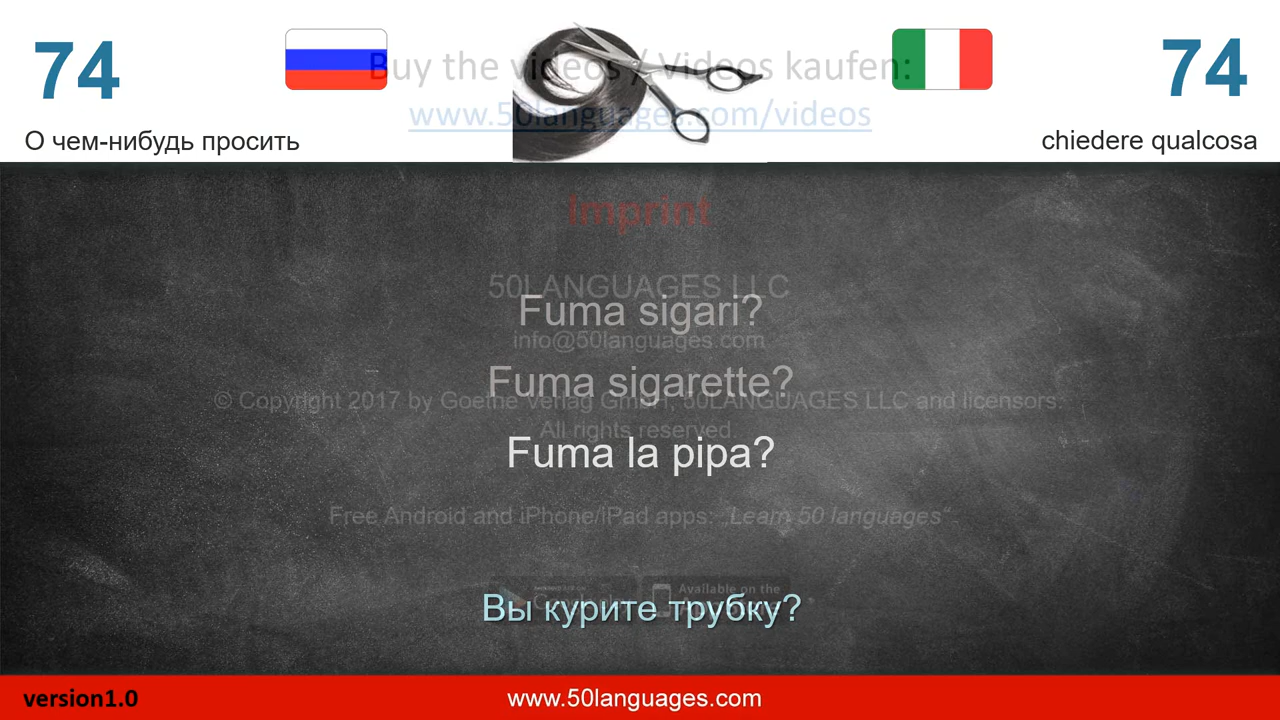 74
74
Buy the videos / Videos kaufen:
www.50languages.com/videos
О чем-нибудь просить
chiedere qualcosa
Imprint
50LANGUAGES LLC
Fuma sigari?
info@50languages.com
Fuma sigarette?
© Copyright 2017 by Goethe Verlag GmbH, 50LANGUAGES LLC and licensors.
All rights reserved.
Fuma la pipa?
Free Android and iPhone/iPad apps: „Learn 50 languages“
Available on the
Вы курите трубку?
version1.0
www.50languages.com